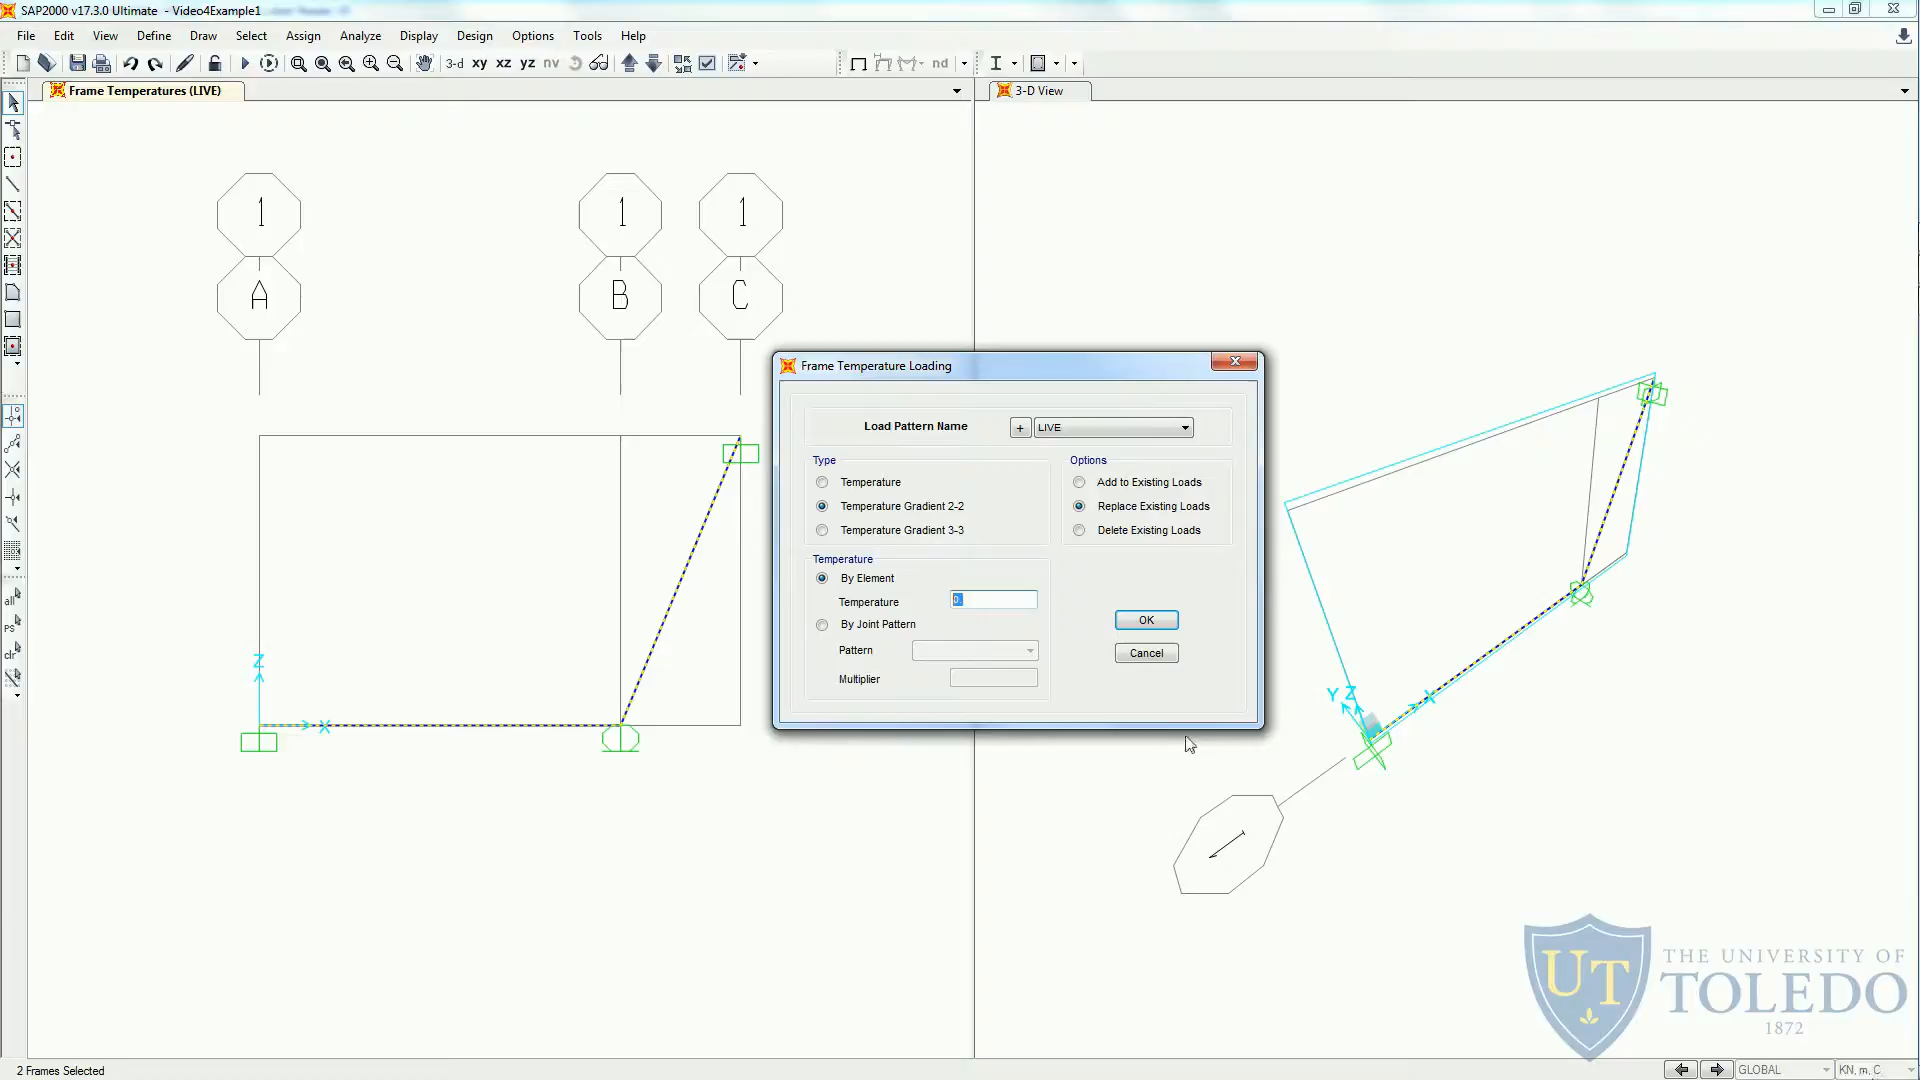 SAP2000 v17.3.0 Ultimate - Video4Example1
File Edit View Define Draw Select Assign Analyze Display Design Options Tools Help
3-d xy xz yz nv nd
Frame Temperatures (LIVE)
3-D View
1 1 1
A B C
Frame Temperature Loading
Load Pattern Name + LIVE
Type
Temperature
Temperature Gradient 2-2
Temperature Gradient 3-3
Options
Add to Existing Loads
Replace Existing Loads
Delete Existing Loads
Temperature
By Element
Temperature 0.
By Joint Pattern
Pattern
Multiplier
OK
Cancel
all
PS
clr
Z
X
Y Z
X
1
THE UNIVERSITY OF
UT TOLEDO
1872
2 Frames Selected
GLOBAL KN, m, C